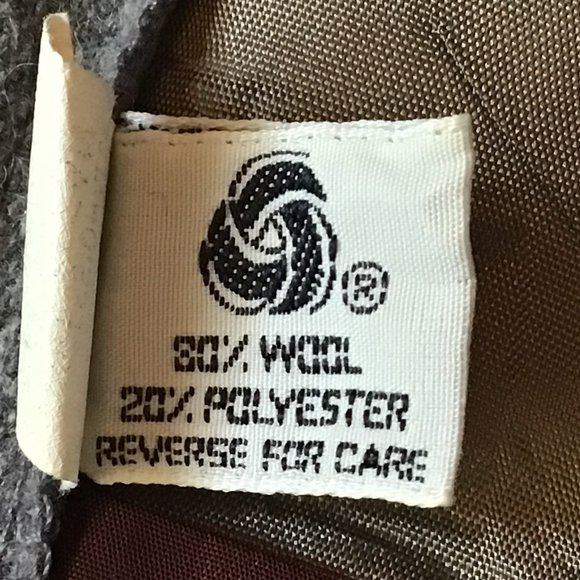 ®
80% WOOL
20% POLYESTER
REVERSE FOR CARE